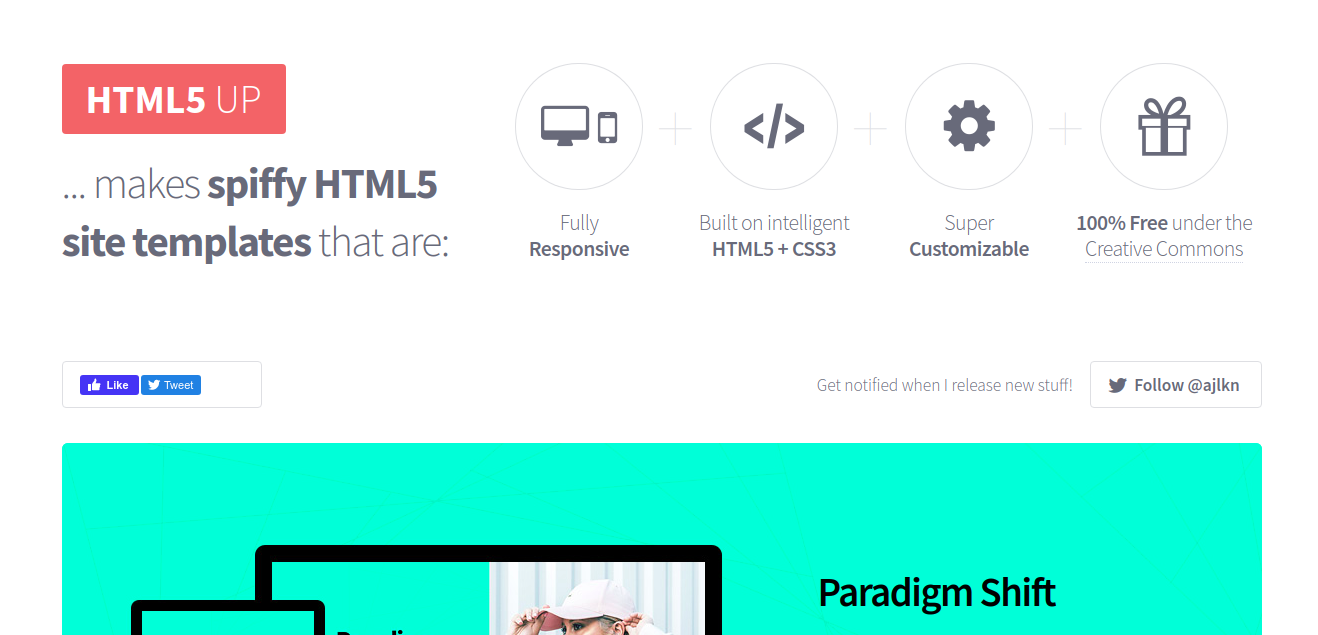 HTML5 UP
... makes spiffy HTML5
site templates that are:
Fully
Responsive
Built on intelligent
HTML5 + CSS3
Super
Customizable
100% Free under the
Creative Commons
Like
Tweet
Get notified when I release new stuff!
Follow @ajlkn
Paradigm Shift